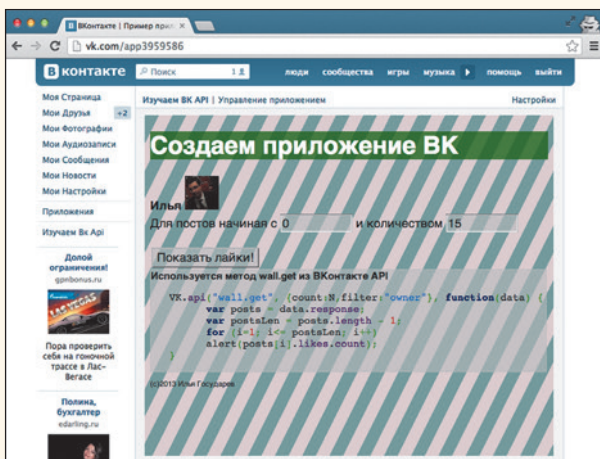 ВКонтакте | Пример прил
vk.com/app3959586
В контакте
Поиск
1
люди сообщества игры музыка помощь выйти
Моя Страница
Мои Друзья +2
Мои Фотографии
Мои Аудиозаписи
Мои Сообщения
Мои Новости
Мои Настройки
Приложения
Изучаем Вк Api
Долой
ограничения!
gpnbonus.ru
LAS VEGAS
Пора проверить
себя на гоночной
трассе в Лас-
Вегасе
Полина,
бухгалтер
edarling.ru
Изучаем ВК API | Управление приложением
Настройки
Создаем приложение ВК
Илья
Для постов начиная с 0 и количеством 15
Показать лайки!
Используется метод wall.get из ВКонтакте API
VK.api("wall.get", {count:N,filter:"owner"}, function(data) {
var posts = data.response;
var postsLen = posts.length - 1;
for (i=1; i<= postsLen; i++)
alert(posts[i].likes.count);
}
(c)2013 Илья Государев